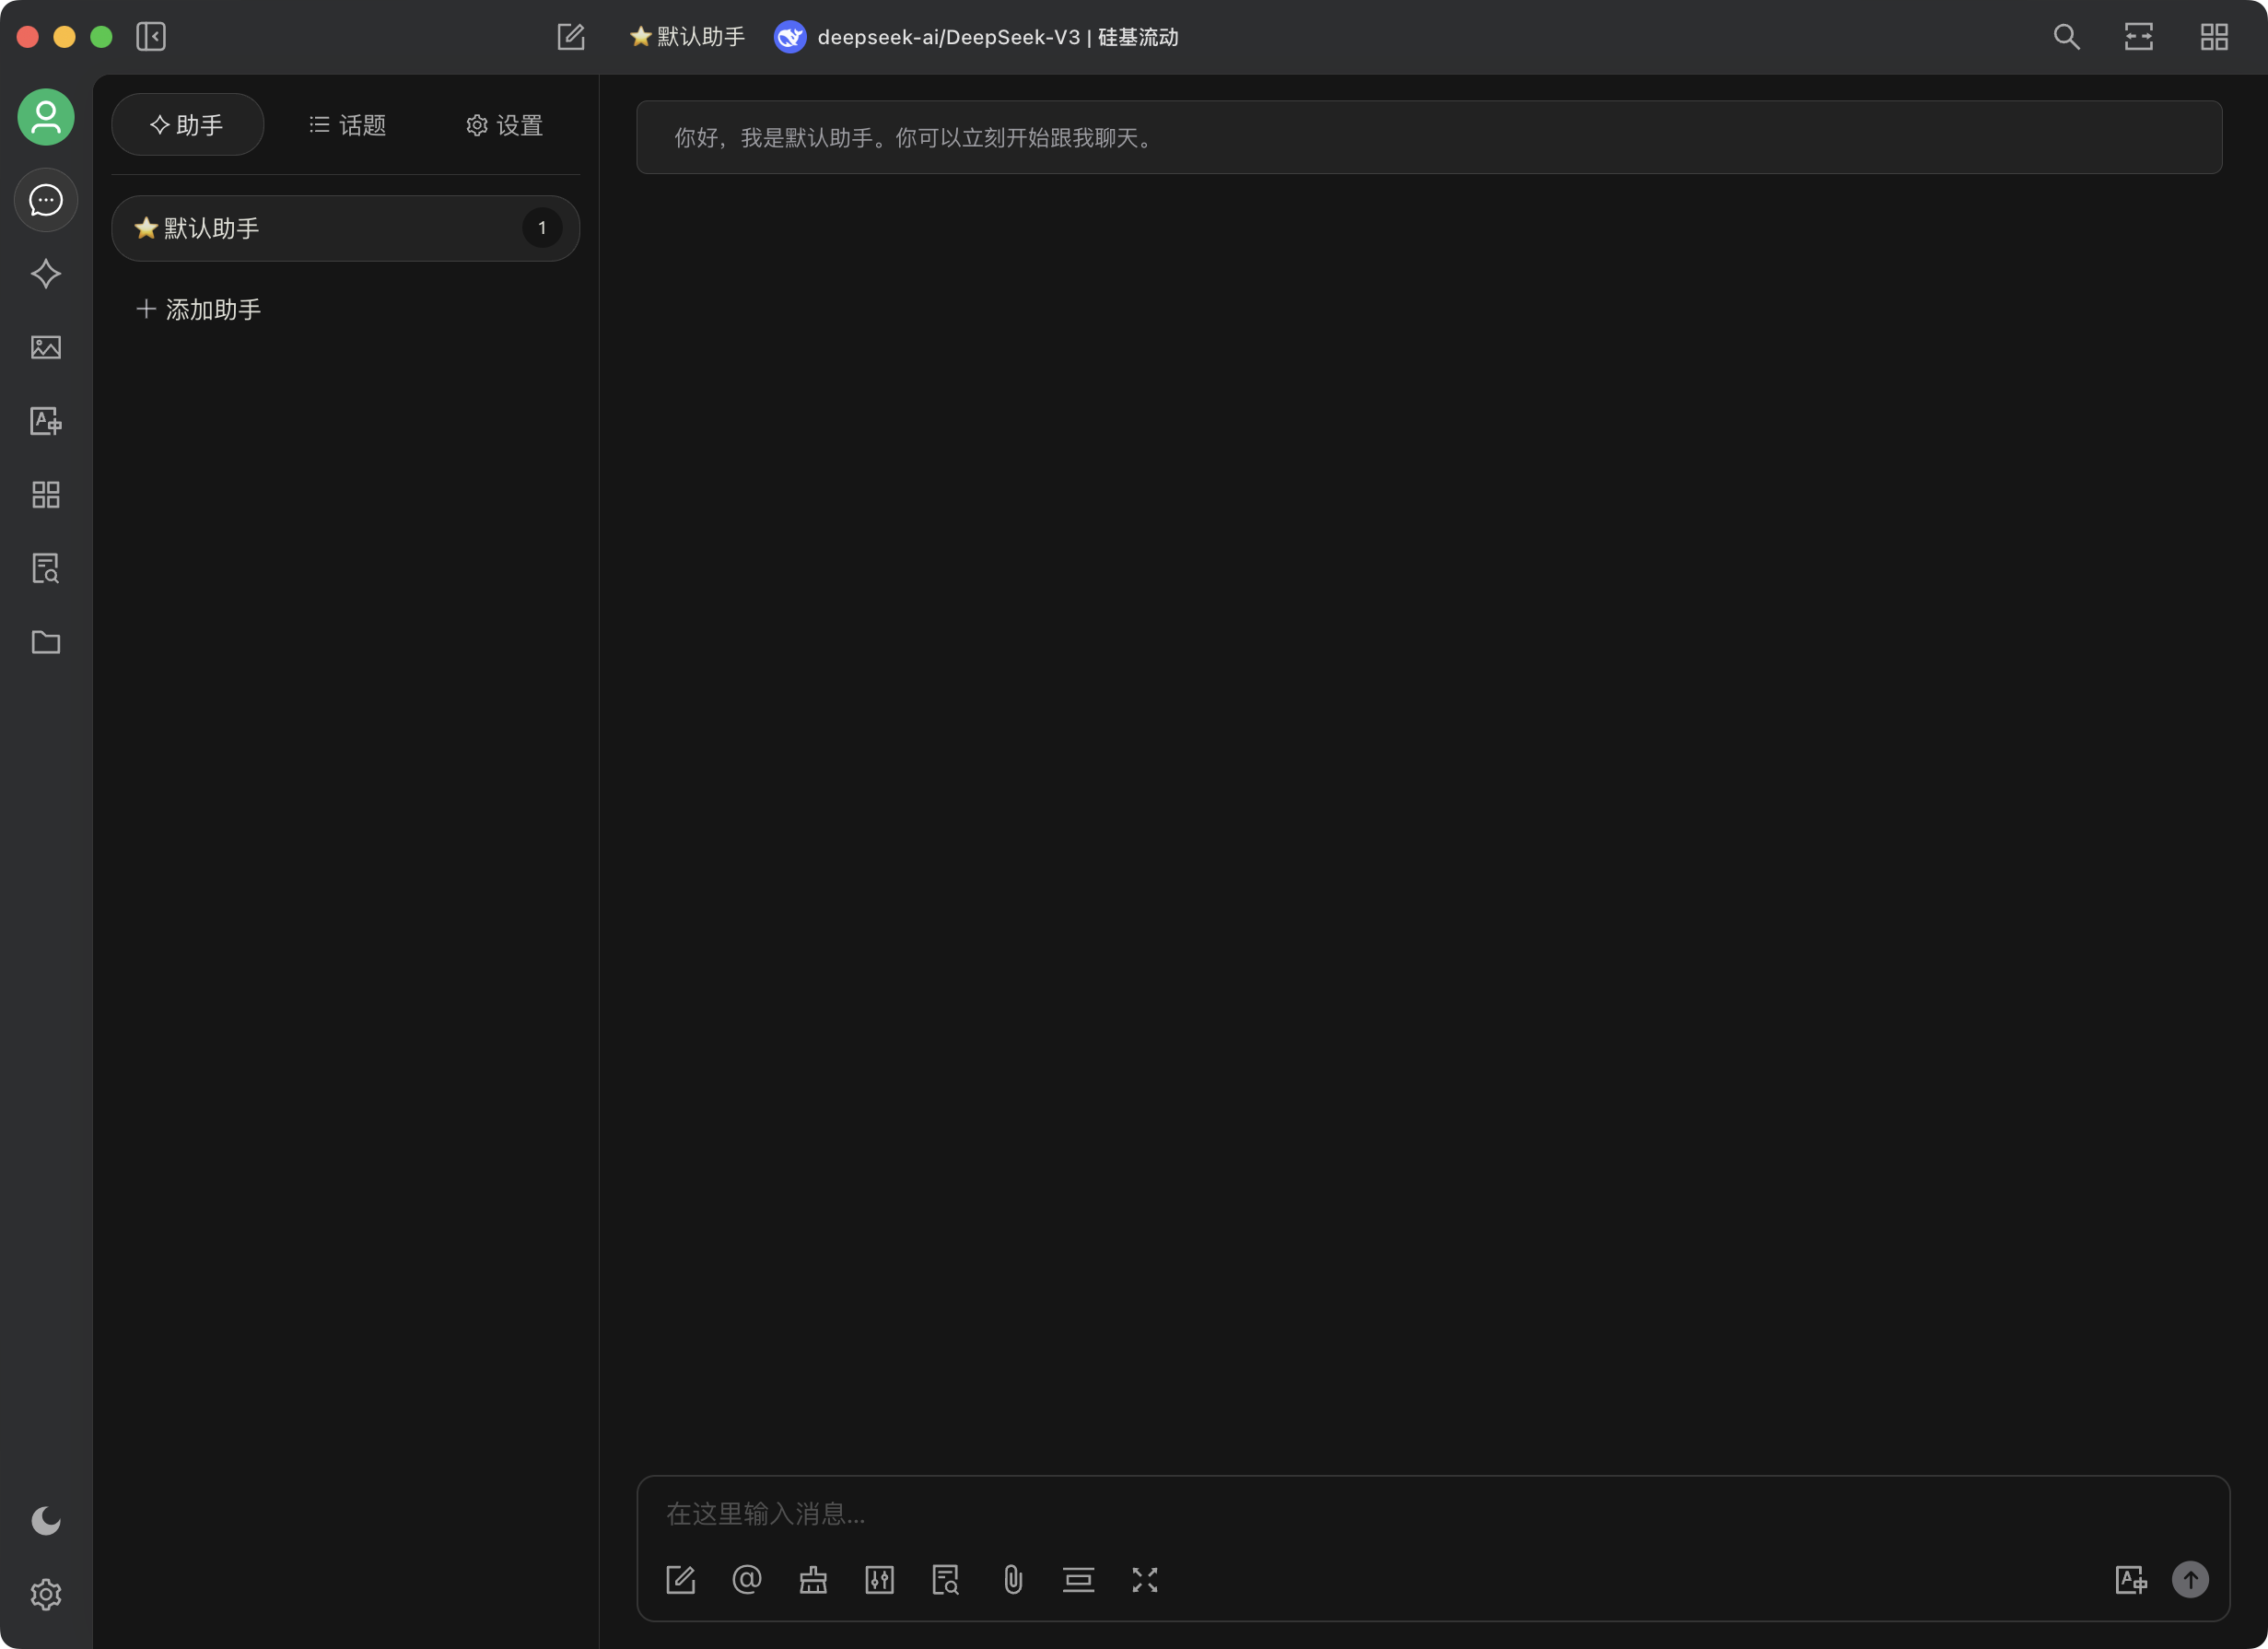 默认助手
deepseek-ai/DeepSeek-V3 | 硅基流动
助手
话题
设置
你好，我是默认助手。你可以立刻开始跟我聊天。
默认助手
1
添加助手
在这里输入消息...